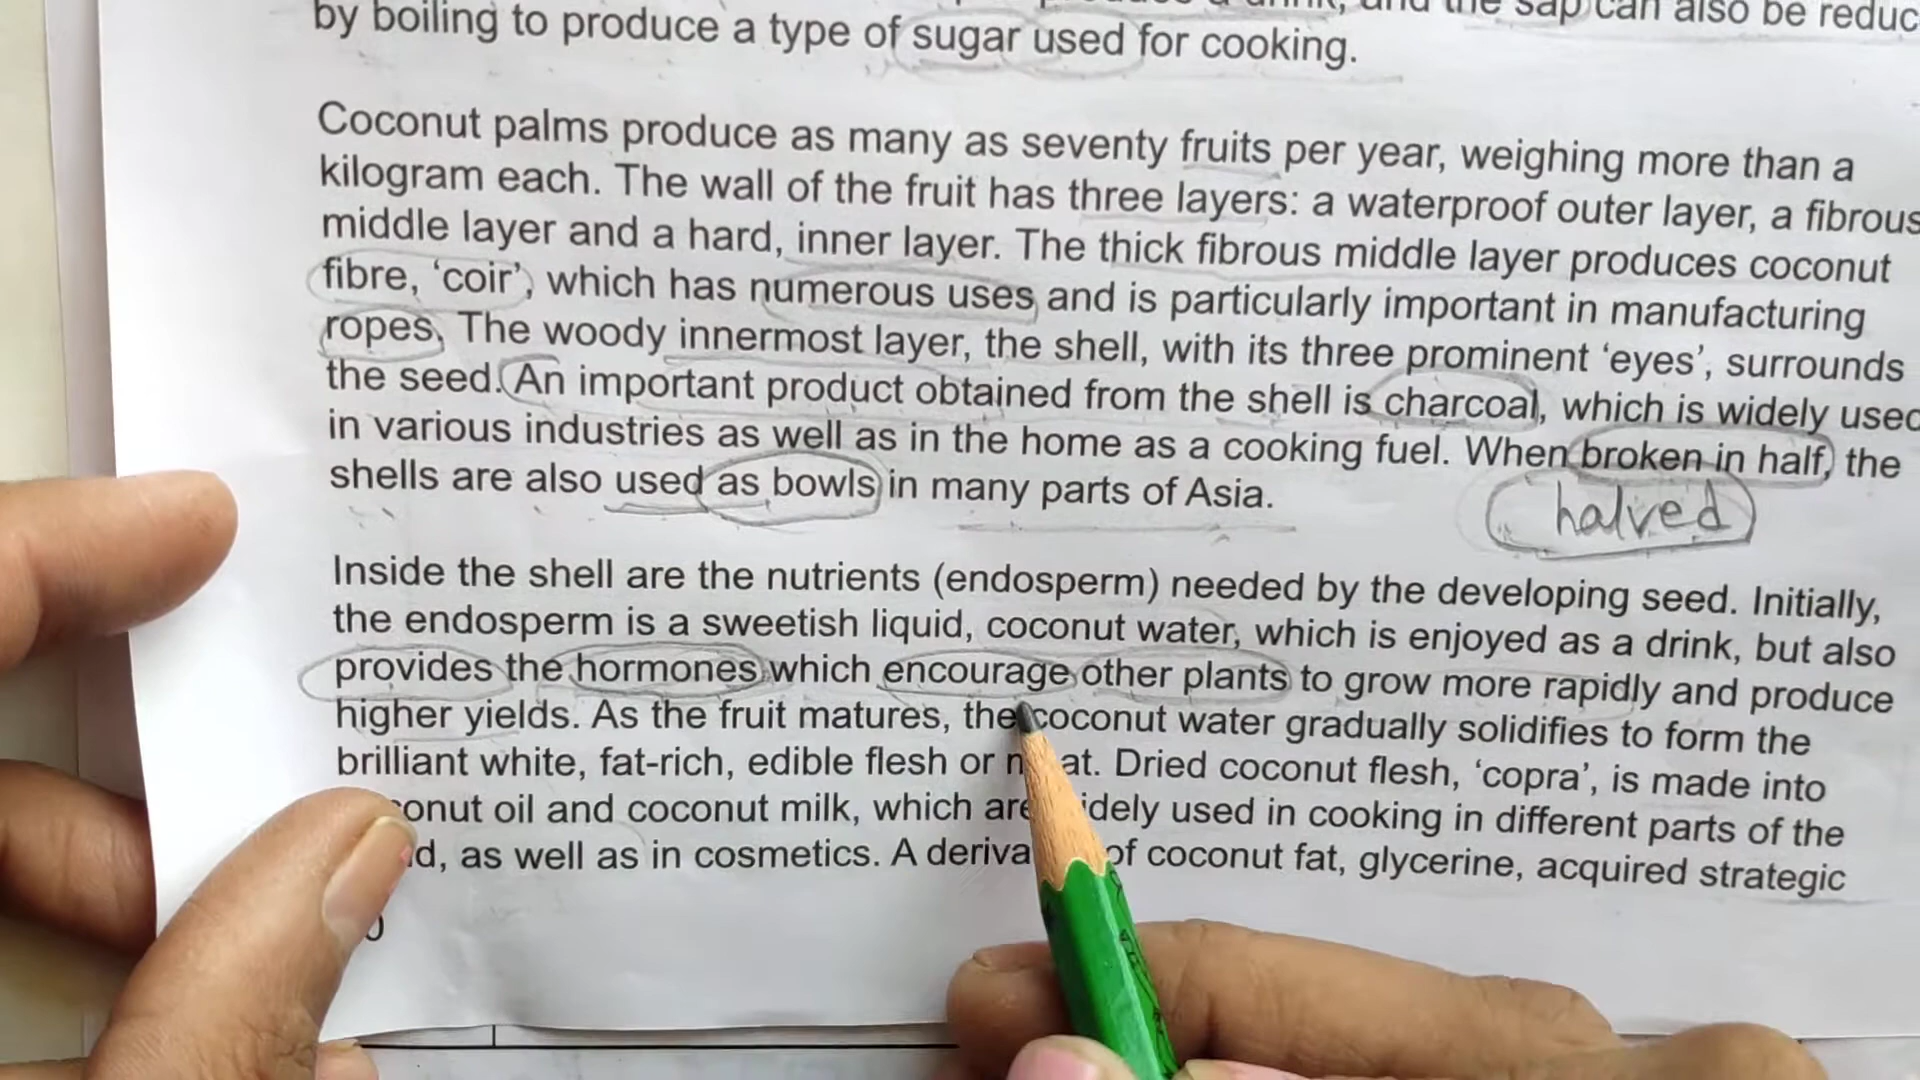 drink, and the sap can also be reduc
by boiling to produce a type of sugar used for cooking.
Coconut palms produce as many as seventy fruits per year, weighing more than a
kilogram each. The wall of the fruit has three layers: a waterproof outer layer, a fibrous
middle layer and a hard, inner layer. The thick fibrous middle layer produces coconut
fibre, ‘coir’, which has numerous uses and is particularly important in manufacturing
ropes. The woody innermost layer, the shell, with its three prominent ‘eyes’, surrounds
the seed. An important product obtained from the shell is charcoal, which is widely used
in various industries as well as in the home as a cooking fuel. When broken in half, the
shells are also used as bowls in many parts of Asia.
halved
Inside the shell are the nutrients (endosperm) needed by the developing seed. Initially,
the endosperm is a sweetish liquid, coconut water, which is enjoyed as a drink, but also
provides the hormones which encourage other plants to grow more rapidly and produce
higher yields. As the fruit matures, the coconut water gradually solidifies to form the
brilliant white, fat-rich, edible flesh or m at. Dried coconut flesh, ‘copra’, is made into
onut oil and coconut milk, which are idely used in cooking in different parts of the
d, as well as in cosmetics. A deriva of coconut fat, glycerine, acquired strategic